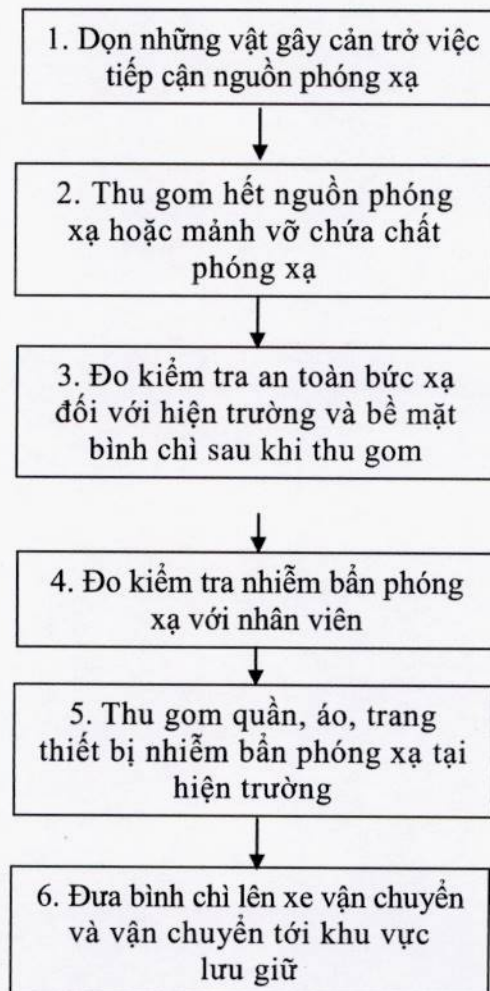 1. Dọn những vật gây cản trở việc
tiếp cận nguồn phóng xạ
2. Thu gom hết nguồn phóng
xạ hoặc mảnh vỡ chứa chất
phóng xạ
3. Đo kiểm tra an toàn bức xạ
đối với hiện trường và bề mặt
bình chì sau khi thu gom
4. Đo kiểm tra nhiễm bẩn phóng
xạ với nhân viên
5. Thu gom quần, áo, trang
thiết bị nhiễm bẩn phóng xạ tại
hiện trường
6. Đưa bình chì lên xe vận chuyển
và vận chuyển tới khu vực
lưu giữ